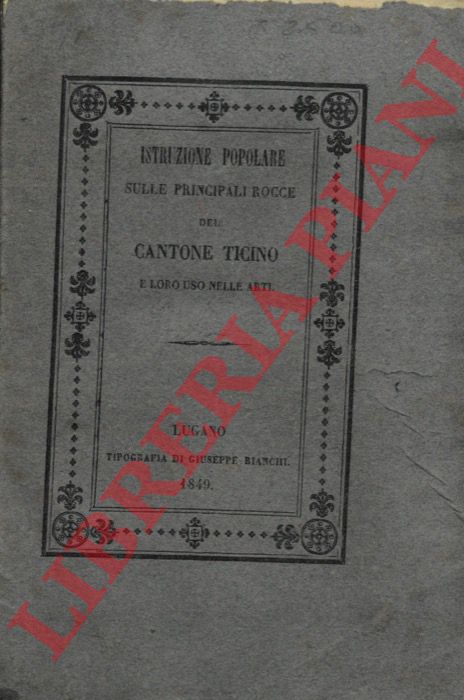 ISTRUZIONE POPOLARE
SULLE PRINCIPALI ROCCE
DEL
CANTONE TICINO
E LORO USO NELLE ARTI.
LUGANO
TIPOGRAFIA DI GIUSEPPE BIANCHI.
1849.
LIBRERIA PIANI